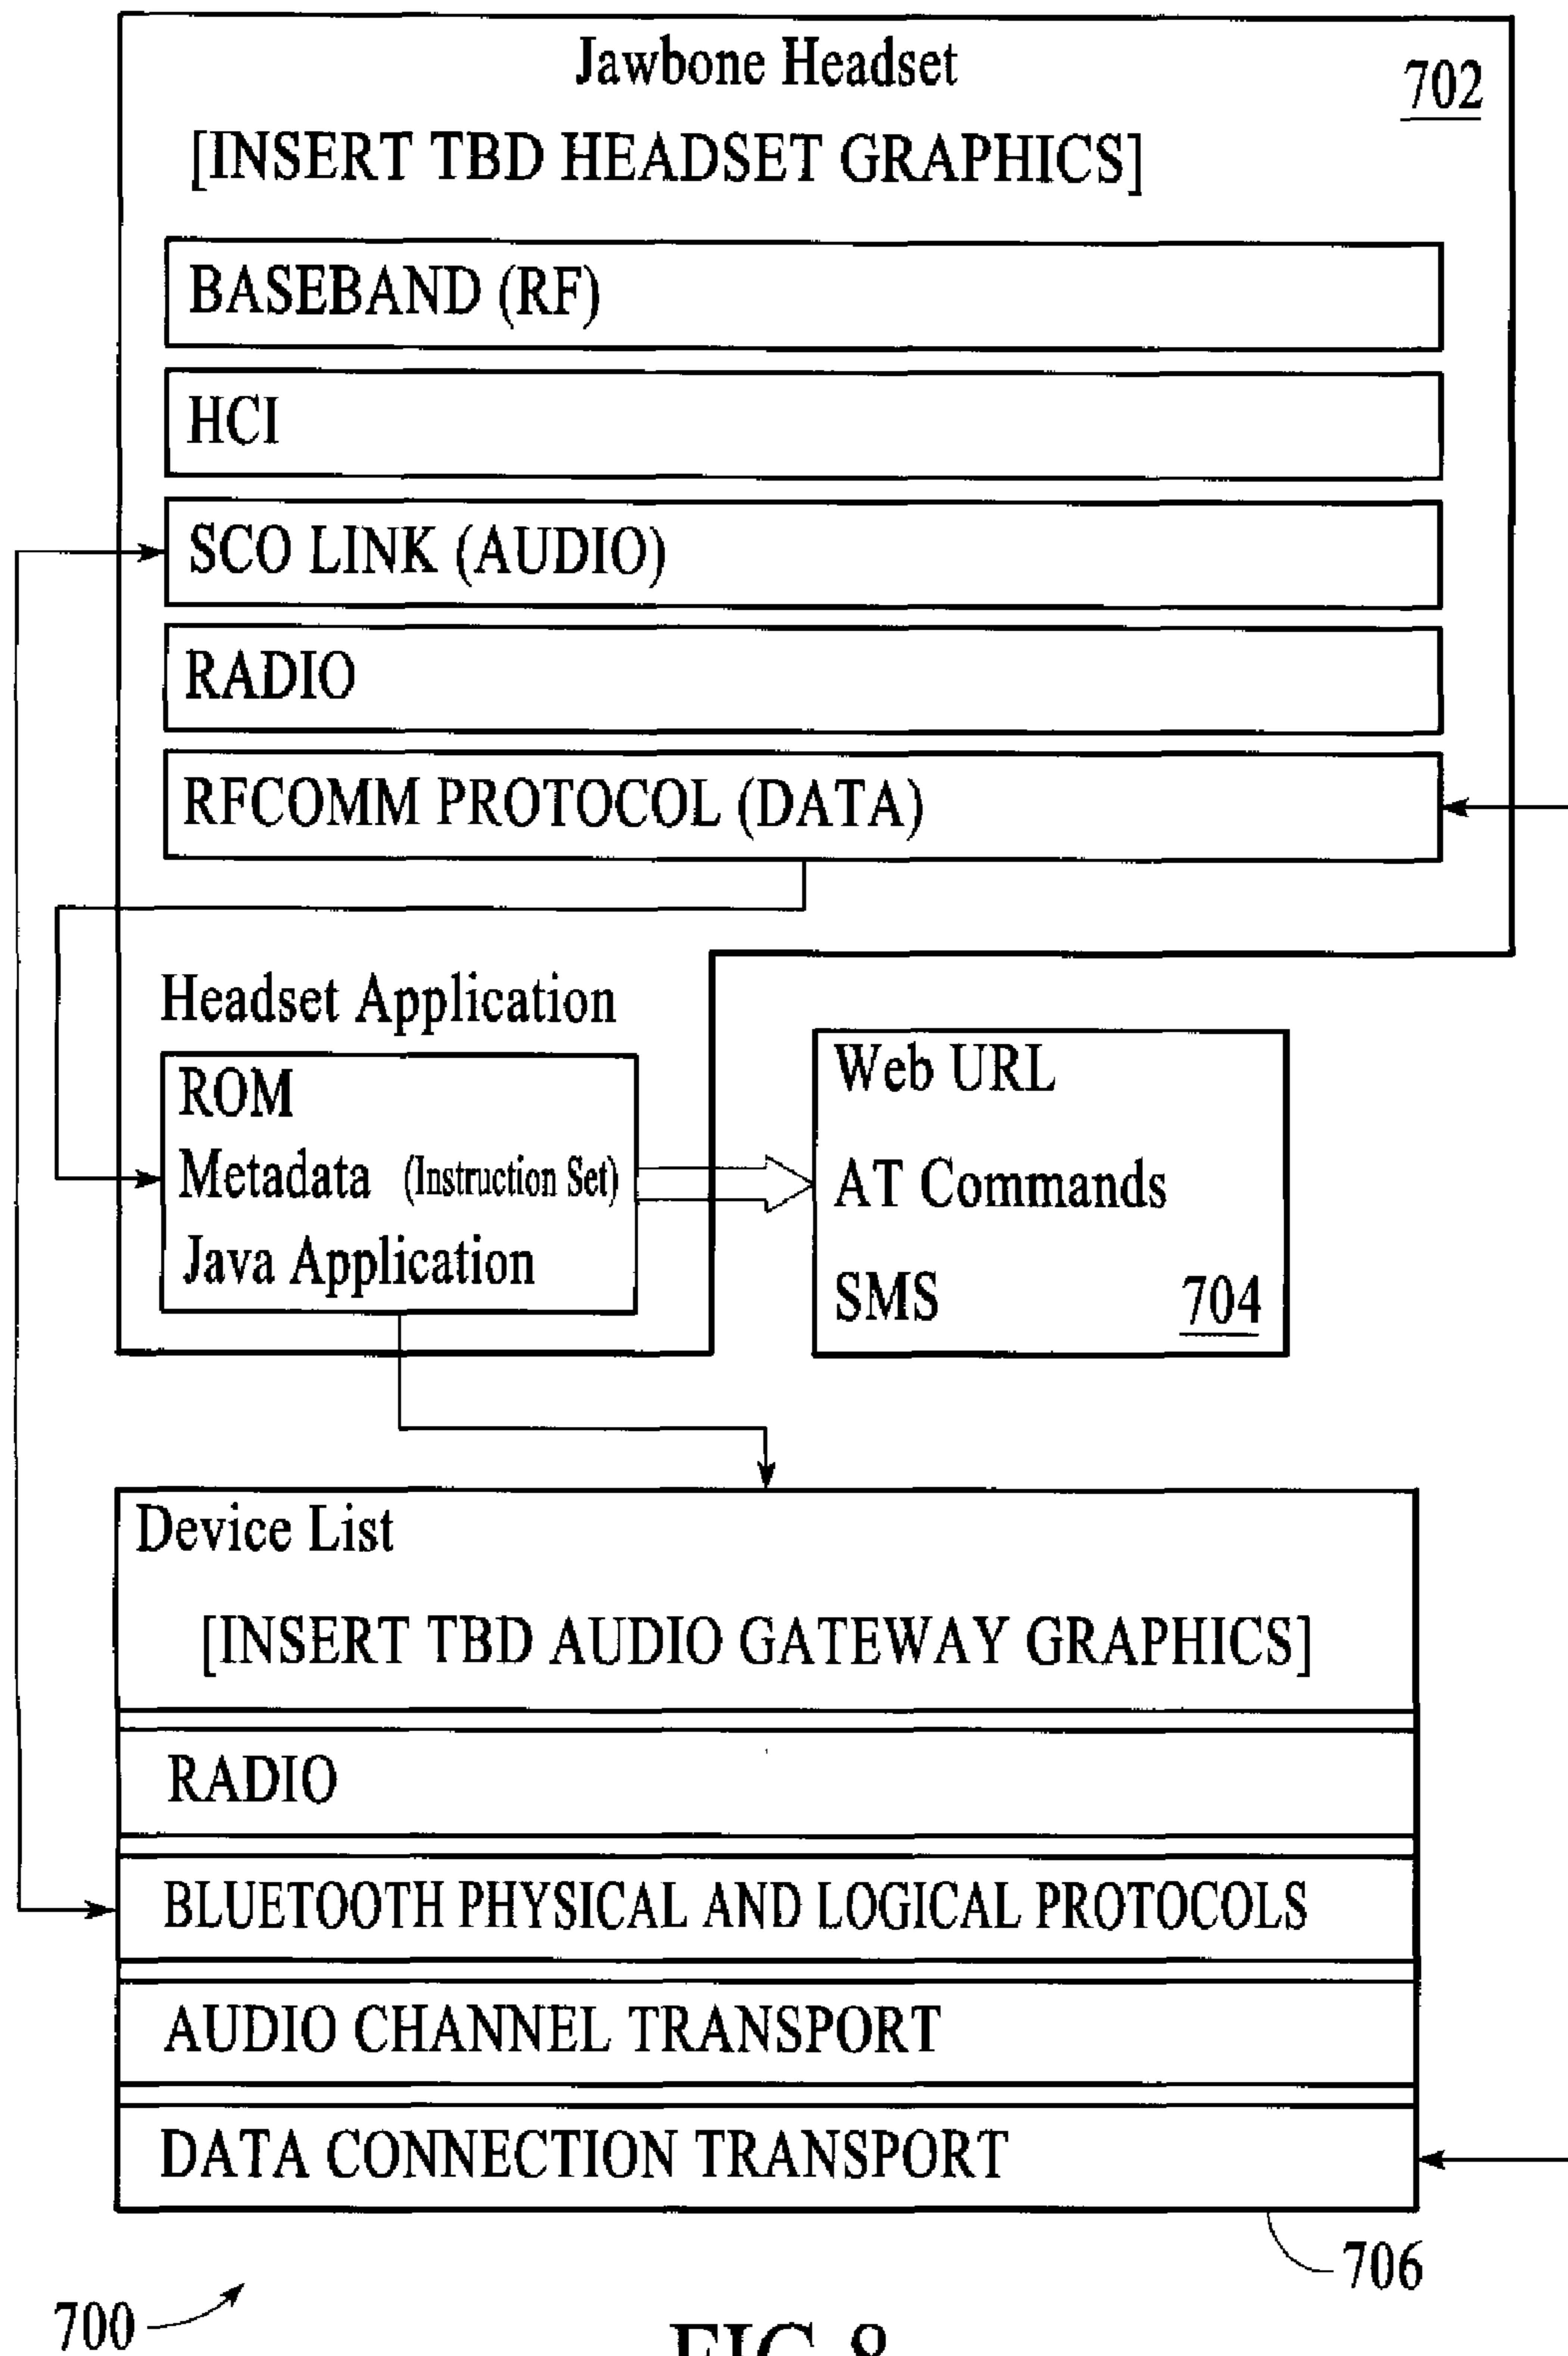 Jawbone Headset
702
[INSERT TBD HEADSET GRAPHICS]
BASEBAND (RF)
HCI
SCO LINK (AUDIO)
RADIO
RFCOMM PROTOCOL (DATA)
Headset Application
ROM
Metadata (Instruction Set)
Java Application
Web URL
AT Commands
SMS
704
Device List
[INSERT TBD AUDIO GATEWAY GRAPHICS]
RADIO
BLUETOOTH PHYSICAL AND LOGICAL PROTOCOLS
AUDIO CHANNEL TRANSPORT
DATA CONNECTION TRANSPORT
706
700
FIG.8